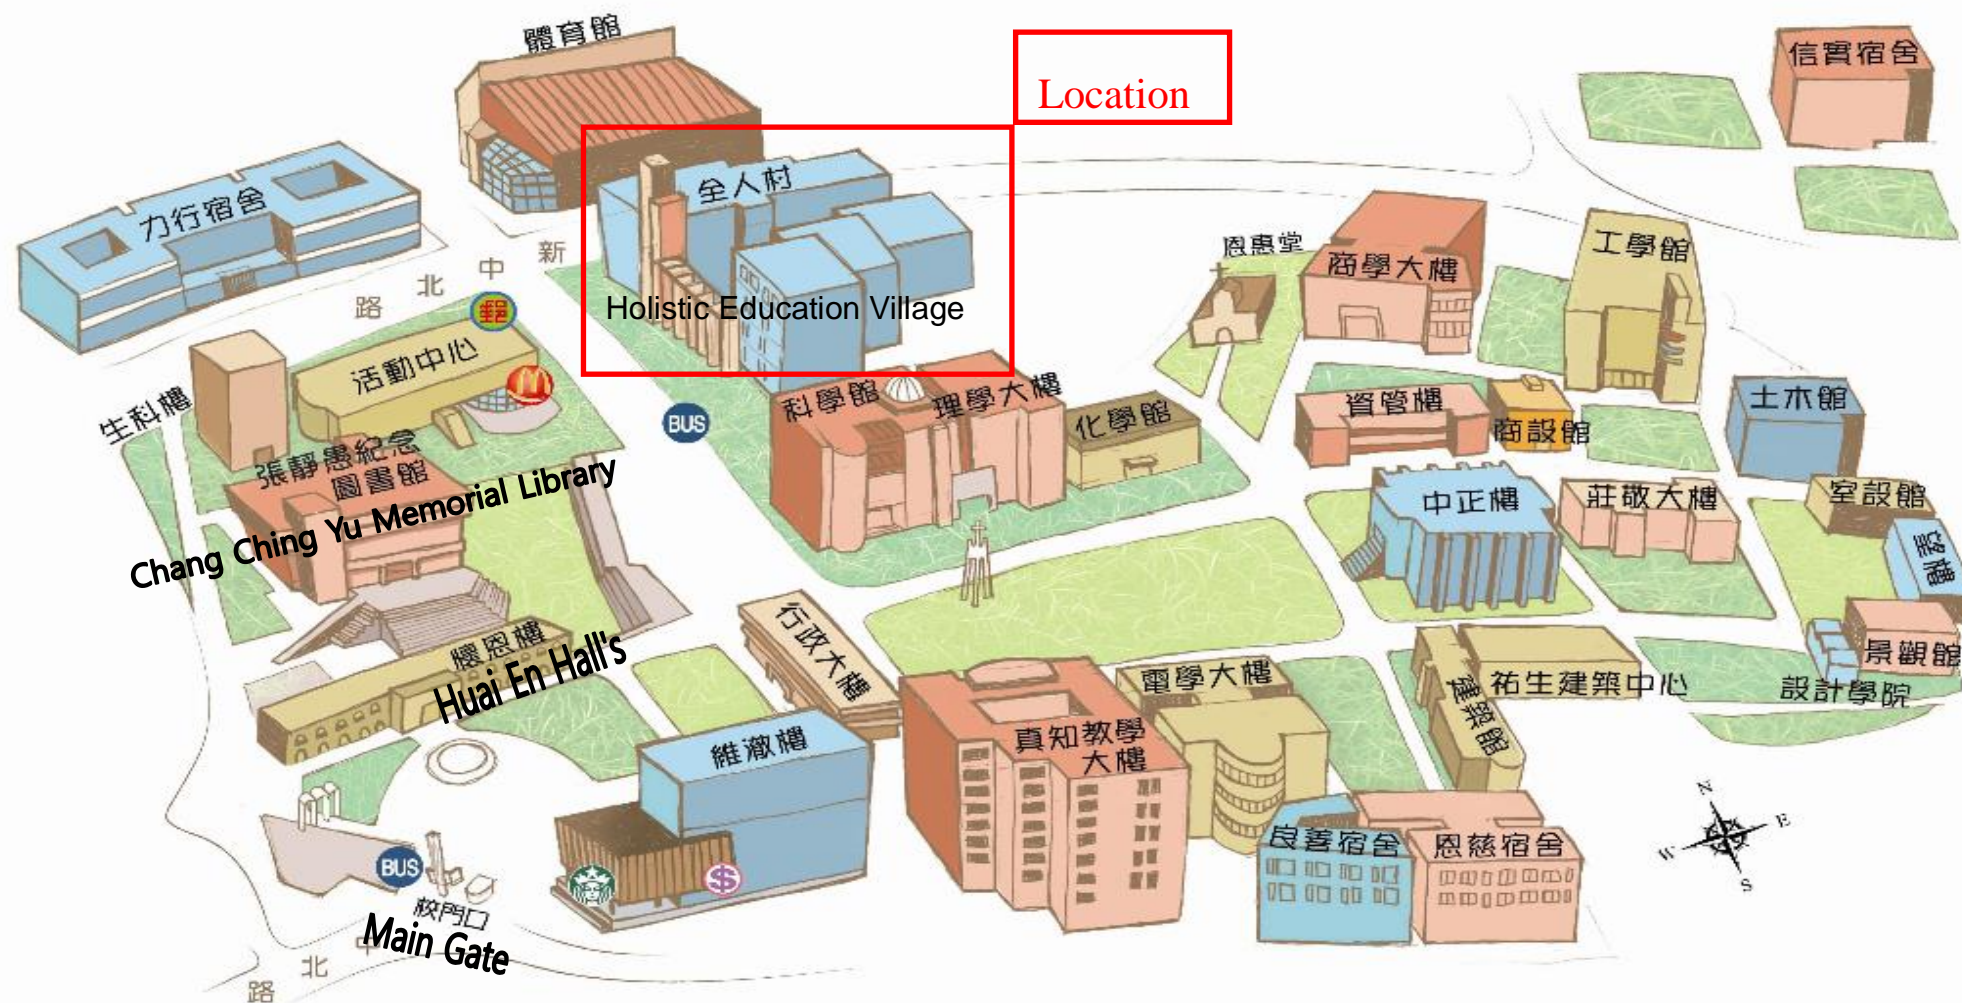 體育館
Location
信實宿舍
力行宿舍
全人村
新
中
北
路
Holistic Education Village
恩惠堂
商學大樓
工學館
郵
活動中心
M
生科樓
BUS
科學館
理學大樓
化學館
資管樓
商設館
土木館
張靜愚紀念
圖書館
Chang Ching Yu Memorial Library
中正樓
莊敬大樓
室設館
望樓
行政大樓
懷恩樓
Huai En Hall's
電學大樓
建築館
祐生建築中心
景觀館
設計學院
維澈樓
真知教學
大樓
良善宿舍
恩慈宿舍
N
E
W
S
BUS
$
校門口
Main Gate
中
北
路